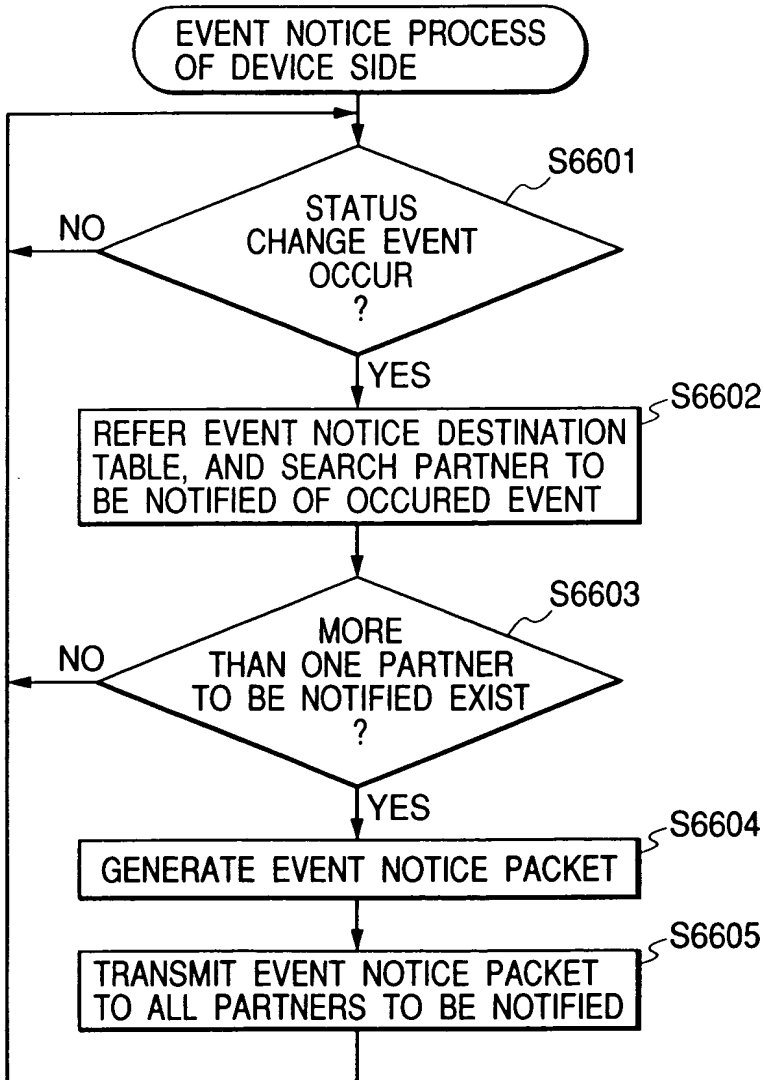 EVENT NOTICE PROCESS
OF DEVICE SIDE
S6601
STATUS
CHANGE EVENT
OCCUR
?
NO
YES
S6602
REFER EVENT NOTICE DESTINATION
TABLE, AND SEARCH PARTNER TO
BE NOTIFIED OF OCCURED EVENT
S6603
MORE
THAN ONE PARTNER
TO BE NOTIFIED EXIST
?
NO
YES
S6604
GENERATE EVENT NOTICE PACKET
S6605
TRANSMIT EVENT NOTICE PACKET
TO ALL PARTNERS TO BE NOTIFIED